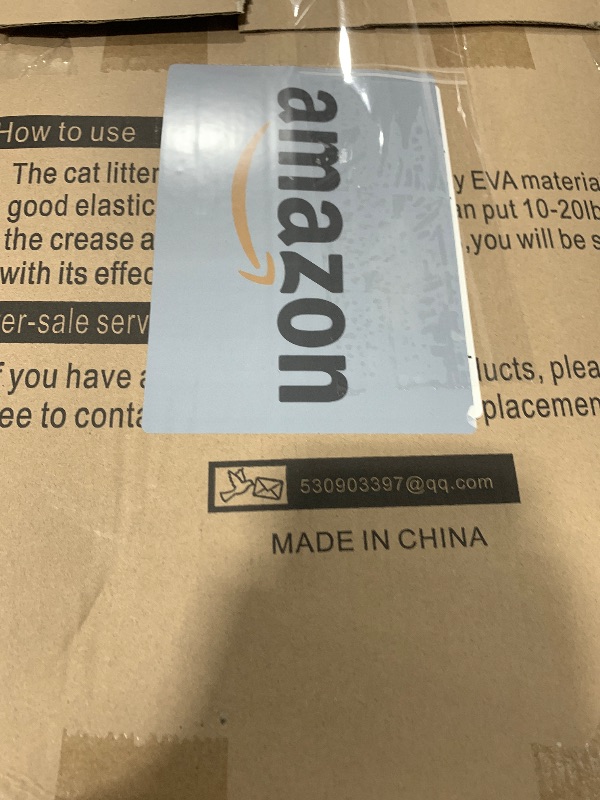 How to use
The cat litter
y EVA materia
good elastic
an put 10-20lb
the crease a
,you will be s
with its effec
er-sale serv
f you have a
ducts, plea
ee to conta
placemen
amazon
530903397@qq.com
MADE IN CHINA